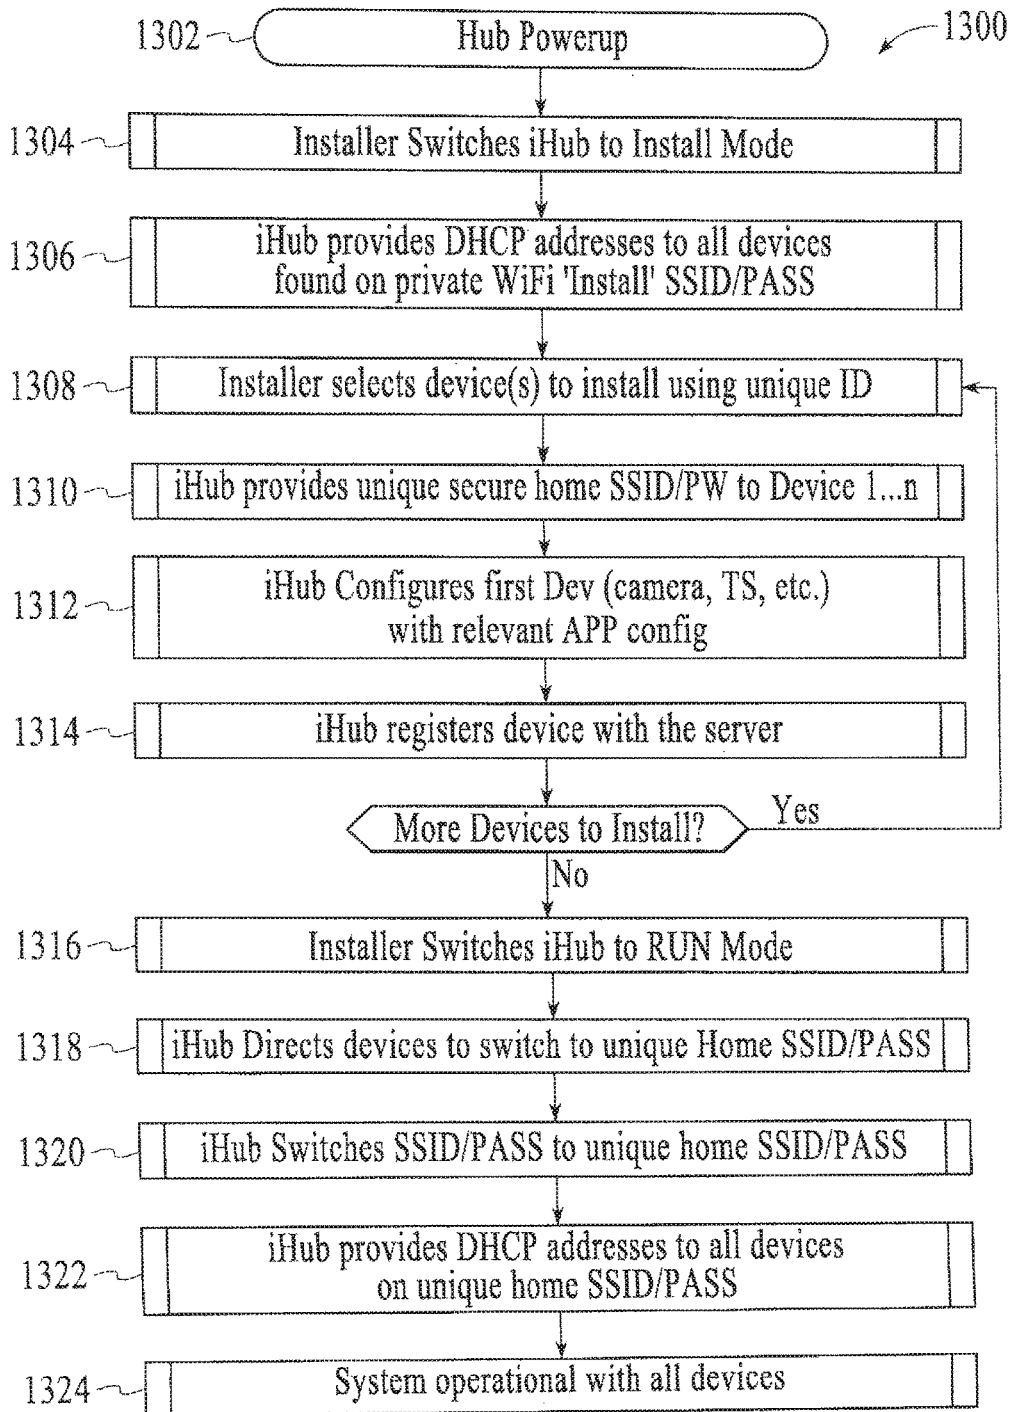 1300
1302 Hub Powerup
1304 Installer Switches iHub to Install Mode
1306 iHub provides DHCP addresses to all devices
found on private WiFi 'Install' SSID/PASS
1308 Installer selects device(s) to install using unique ID
1310 iHub provides unique secure home SSID/PW to Device 1...n
1312 iHub Configures first Dev (camera, TS, etc.)
with relevant APP config
1314 iHub registers device with the server
More Devices to Install? Yes
No
1316 Installer Switches iHub to RUN Mode
1318 iHub Directs devices to switch to unique Home SSID/PASS
1320 iHub Switches SSID/PASS to unique home SSID/PASS
1322 iHub provides DHCP addresses to all devices
on unique home SSID/PASS
1324 System operational with all devices